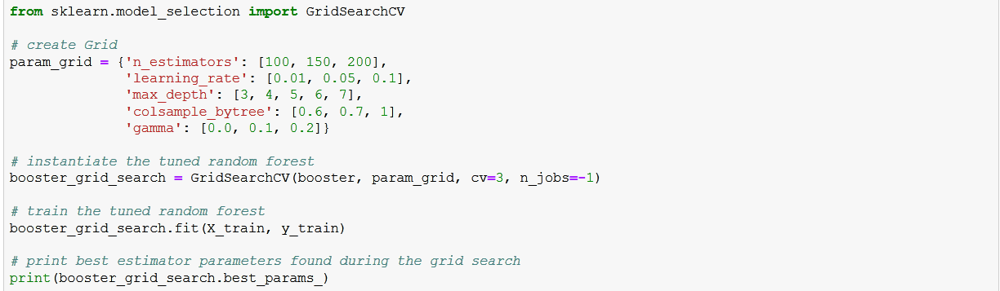 from sklearn.model_selection import GridSearchCV
# create Grid
param_grid = {'n_estimators': [100, 150, 200],
'learning_rate': [0.01, 0.05, 0.1],
'max_depth': [3, 4, 5, 6, 7],
'colsample_bytree': [0.6, 0.7, 1],
'gamma': [0.0, 0.1, 0.2]}
# instantiate the tuned random forest
booster_grid_search = GridSearchCV(booster, param_grid, cv=3, n_jobs=-1)
# train the tuned random forest
booster_grid_search.fit(X_train, y_train)
# print best estimator parameters found during the grid search
print(booster_grid_search.best_params_)